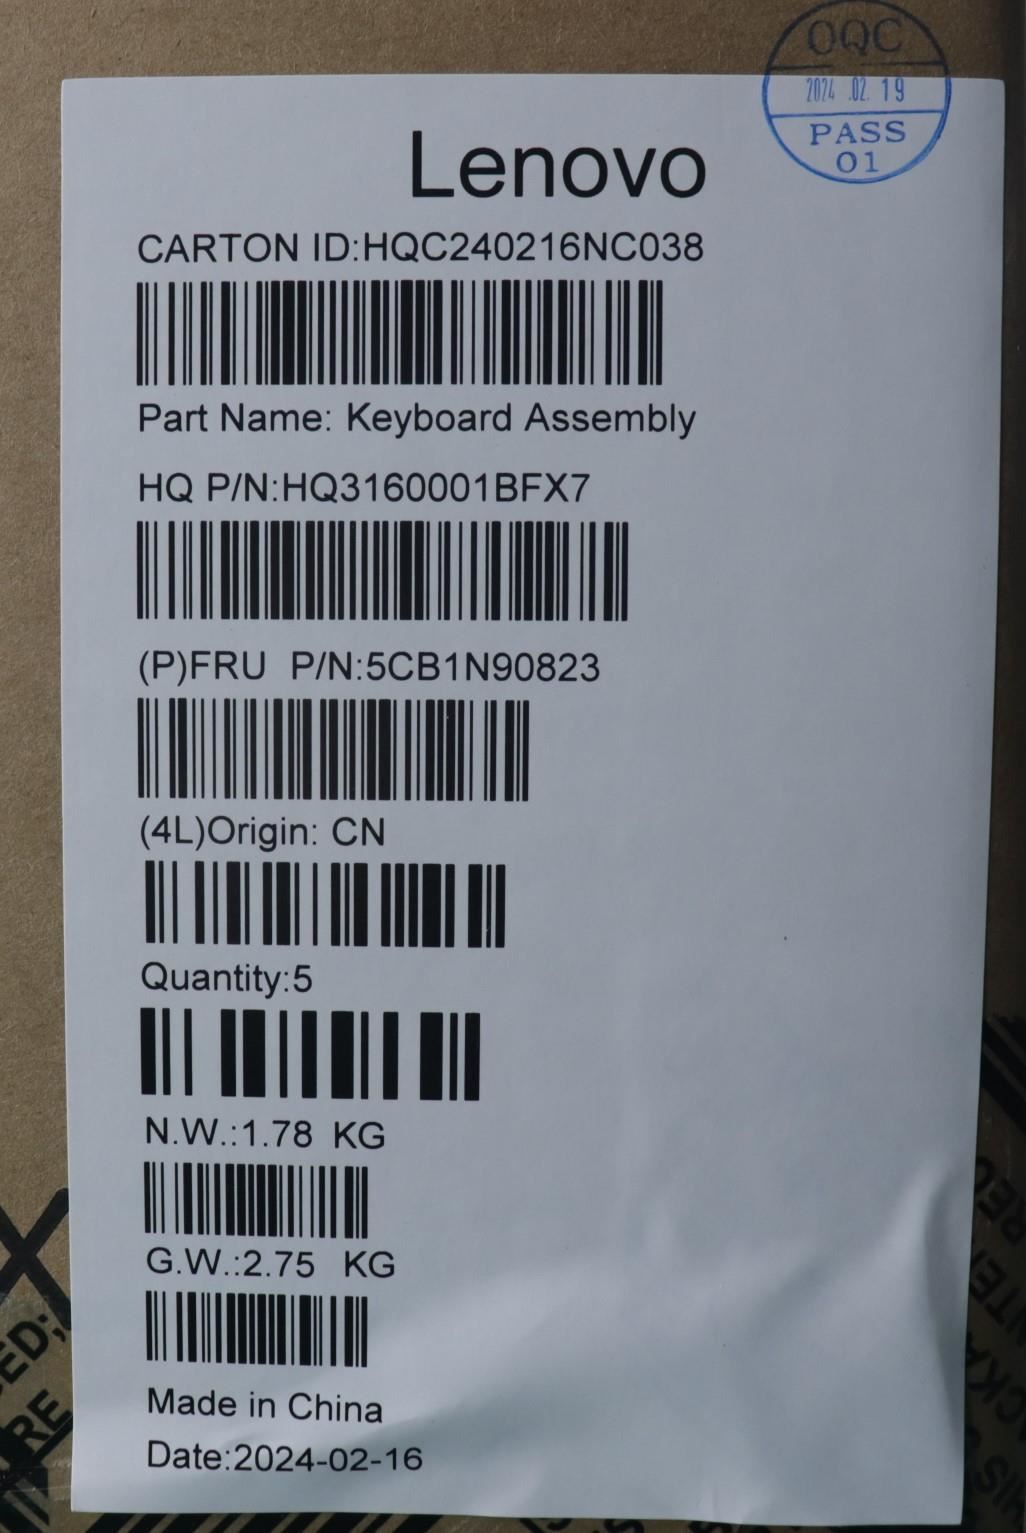 OQC
2024 .02. 19
PASS
01
Lenovo
CARTON ID:HQC240216NC038
Part Name: Keyboard Assembly
HQ P/N:HQ3160001BFX7
(P)FRU P/N:5CB1N90823
(4L)Origin: CN
Quantity:5
N.W.:1.78 KG
G.W.:2.75 KG
Made in China
Date:2024-02-16